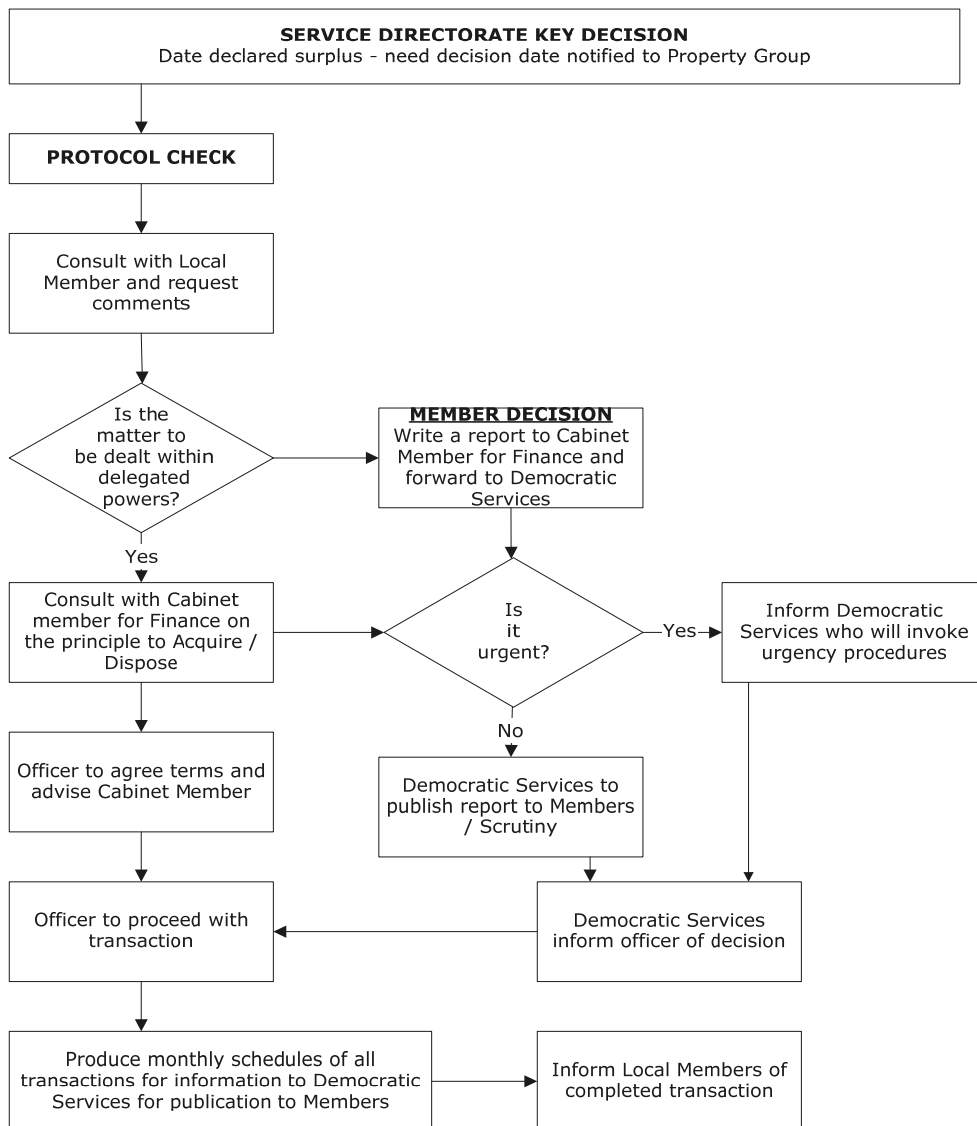 SERVICE DIRECTORATE KEY DECISION
Date declared surplus - need decision date notified to Property Group
PROTOCOL CHECK
Consult with Local
Member and request
comments
Is the
matter to
be dealt within
delegated
powers?
MEMBER DECISION
Write a report to Cabinet
Member for Finance and
forward to Democratic
Services
Yes
Consult with Cabinet
member for Finance on
the principle to Acquire /
Dispose
Is
it
urgent?
Yes
Inform Democratic
Services who will invoke
urgency procedures
No
Officer to agree terms and
advise Cabinet Member
Democratic Services to
publish report to Members
/ Scrutiny
Officer to proceed with
transaction
Democratic Services
inform officer of decision
Produce monthly schedules of all
transactions for information to Democratic
Services for publication to Members
Inform Local Members of
completed transaction